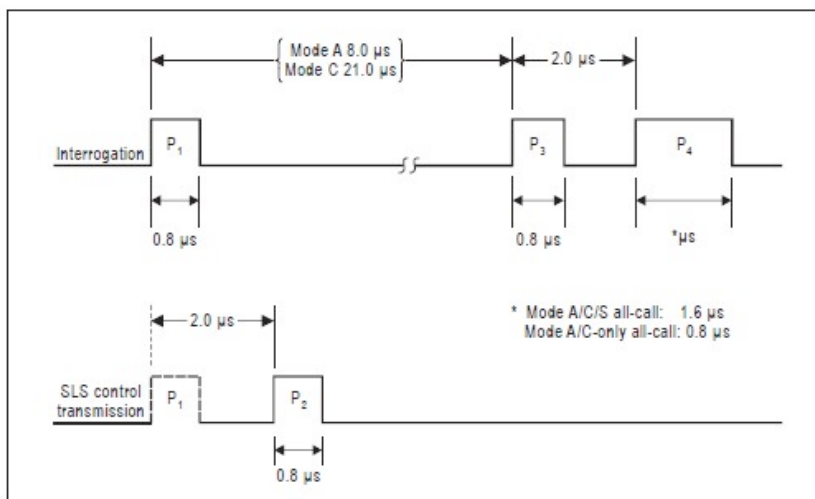 Mode A 8.0 µs
Mode C 21.0 µs
2.0 µs
Interrogation
P1
P3
P4
0.8 µs
0.8 µs
*µs
* Mode A/C/S all-call: 1.6 µs
Mode A/C-only all-call: 0.8 µs
2.0 µs
SLS control
transmission
P1
P2
0.8 µs